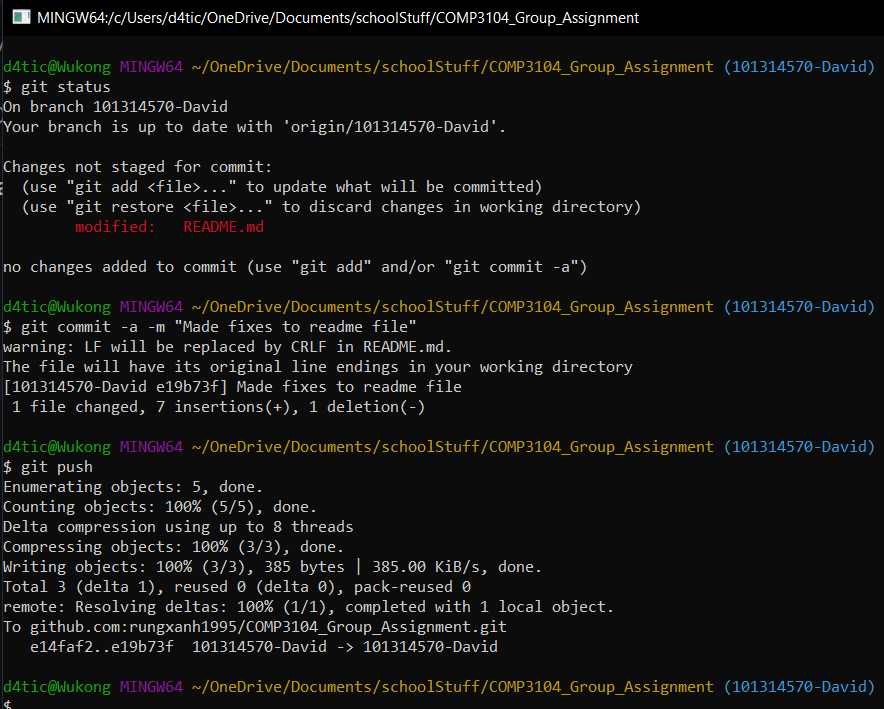 MINGW64:/c/Users/d4tic/OneDrive/Documents/schoolStuff/COMP3104_Group_Assignment
d4tic@Wukong MINGW64 ~/OneDrive/Documents/schoolStuff/COMP3104_Group_Assignment (101314570-David)
$ git status
On branch 101314570-David
Your branch is up to date with 'origin/101314570-David'.
Changes not staged for commit:
  (use "git add <file>..." to update what will be committed)
  (use "git restore <file>..." to discard changes in working directory)
        modified:   README.md
no changes added to commit (use "git add" and/or "git commit -a")
d4tic@Wukong MINGW64 ~/OneDrive/Documents/schoolStuff/COMP3104_Group_Assignment (101314570-David)
$ git commit -a -m "Made fixes to readme file"
warning: LF will be replaced by CRLF in README.md.
The file will have its original line endings in your working directory
[101314570-David e19b73f] Made fixes to readme file
 1 file changed, 7 insertions(+), 1 deletion(-)
d4tic@Wukong MINGW64 ~/OneDrive/Documents/schoolStuff/COMP3104_Group_Assignment (101314570-David)
$ git push
Enumerating objects: 5, done.
Counting objects: 100% (5/5), done.
Delta compression using up to 8 threads
Compressing objects: 100% (3/3), done.
Writing objects: 100% (3/3), 385 bytes | 385.00 KiB/s, done.
Total 3 (delta 1), reused 0 (delta 0), pack-reused 0
remote: Resolving deltas: 100% (1/1), completed with 1 local object.
To github.com:rungxanh1995/COMP3104_Group_Assignment.git
   e14faf2..e19b73f  101314570-David -> 101314570-David
d4tic@Wukong MINGW64 ~/OneDrive/Documents/schoolStuff/COMP3104_Group_Assignment (101314570-David)
$